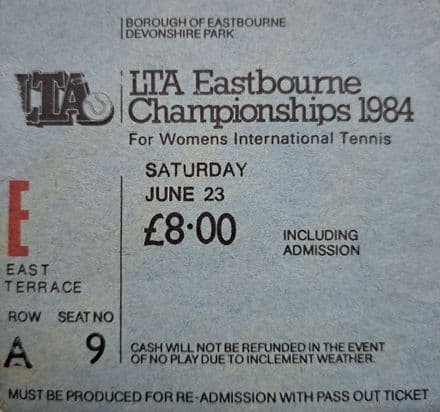 BOROUGH OF EASTBOURNE
DEVONSHIRE PARK
LTA
LTA Eastbourne
Championships 1984
For Womens International Tennis
SATURDAY
JUNE 23
£8·00
INCLUDING
ADMISSION
E
EAST
TERRACE
ROW SEAT NO
A 9
CASH WILL NOT BE REFUNDED IN THE EVENT
OF NO PLAY DUE TO INCLEMENT WEATHER.
MUST BE PRODUCED FOR RE-ADMISSION WITH PASS OUT TICKET